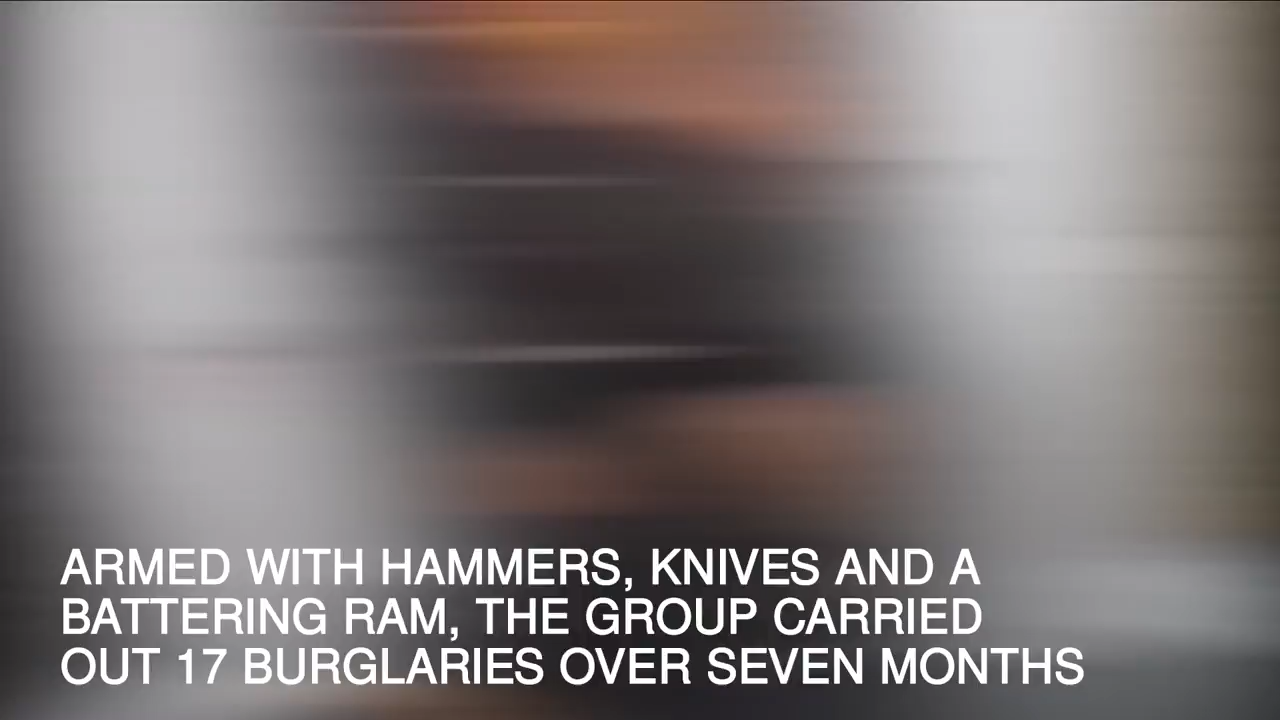 ARMED WITH HAMMERS, KNIVES AND A
BATTERING RAM, THE GROUP CARRIED
OUT 17 BURGLARIES OVER SEVEN MONTHS